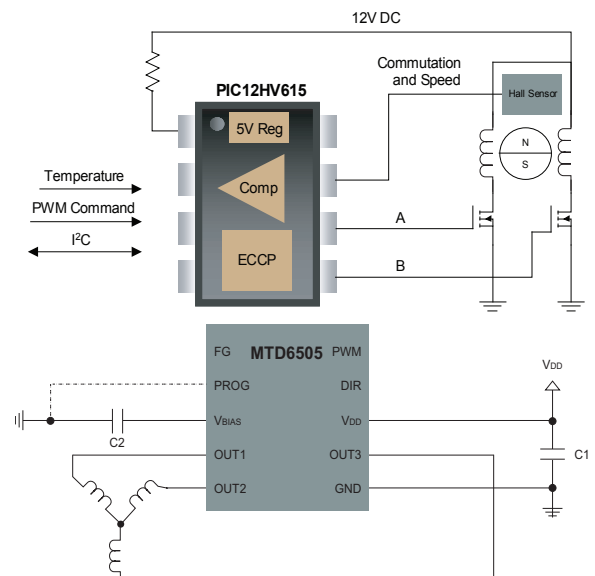 12V DC
Commutation
and Speed
PIC12HV615
Hall Sensor
5V Reg
N
S
Comp
Temperature
PWM Command
I²C
A
ECCP
B
FG
MTD6505
PWM
PROG
DIR
VDD
VBIAS
VDD
C2
C1
OUT1
OUT3
OUT2
GND